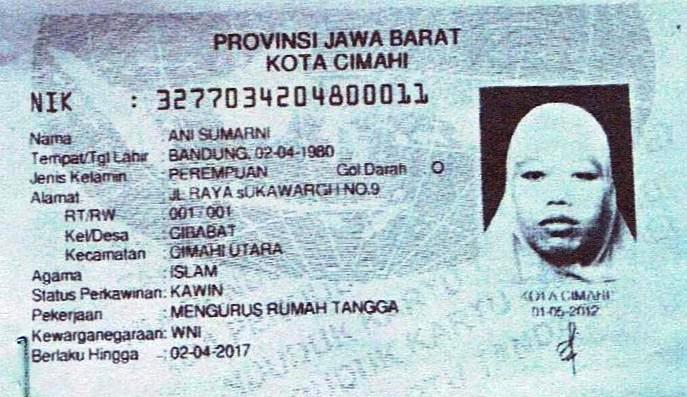 PROVINSI JAWA BARAT
KOTA CIMAHI
NIK : 3277034204800011
Nama : ANI SUMARNI
Tempat/Tgl Lahir : BANDUNG, 02-04-1980
Jenis Kelamin : PEREMPUAN Gol Darah O
Alamat : JL RAYA sUKAWARGI NO.9
RT/RW : 001 / 001
Kel/Desa : CIBABAT
Kecamatan : CIMAHI UTARA
Agama : ISLAM
Status Perkawinan: KAWIN
Pekerjaan : MENGURUS RUMAH TANGGA
Kewarganegaraan: WNI
Berlaku Hingga : 02-04-2017
KOTA CIMAHI
01-05-2012